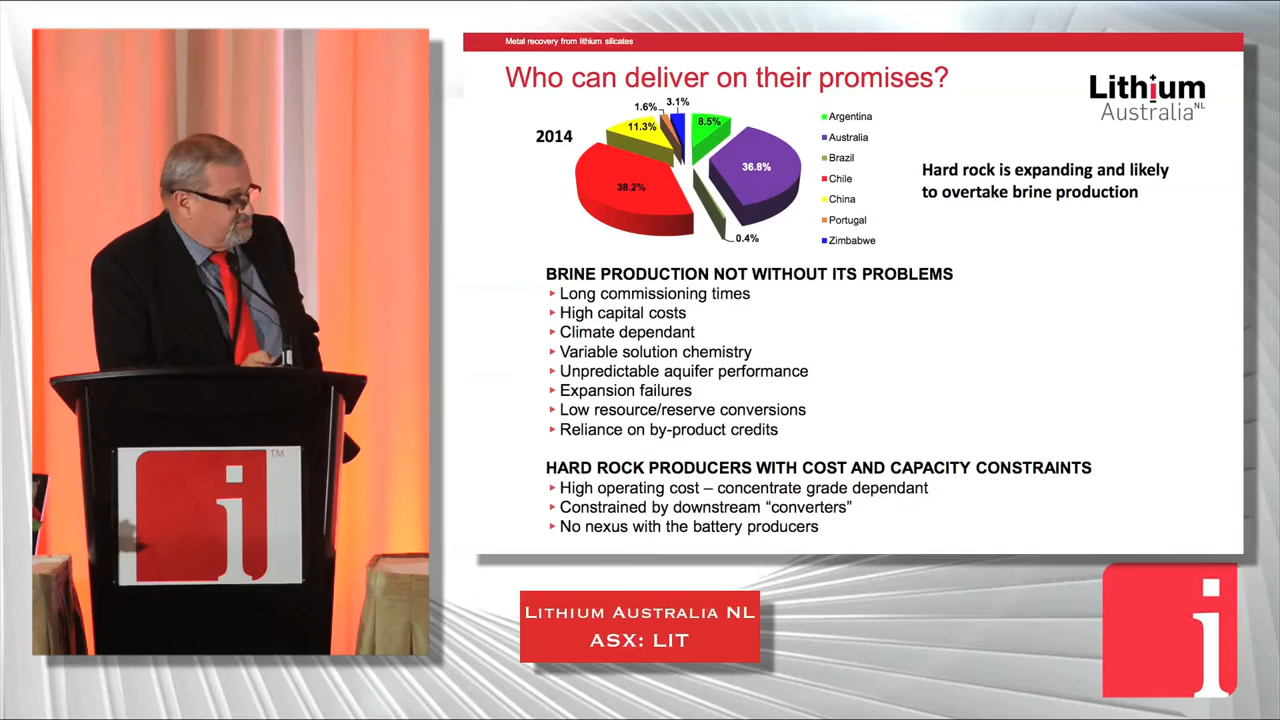 Metal recovery from lithium silicates
Who can deliver on their promises?
Lithium
Australia NL
2014
1.6%
3.1%
8.5%
11.3%
36.8%
38.2%
0.4%
Argentina
Australia
Brazil
Chile
China
Portugal
Zimbabwe
Hard rock is expanding and likely
to overtake brine production
BRINE PRODUCTION NOT WITHOUT ITS PROBLEMS
Long commissioning times
High capital costs
Climate dependant
Variable solution chemistry
Unpredictable aquifer performance
Expansion failures
Low resource/reserve conversions
Reliance on by-product credits
HARD ROCK PRODUCERS WITH COST AND CAPACITY CONSTRAINTS
High operating cost – concentrate grade dependant
Constrained by downstream “converters”
No nexus with the battery producers
i
TM
LITHIUM AUSTRALIA NL
ASX: LIT
i